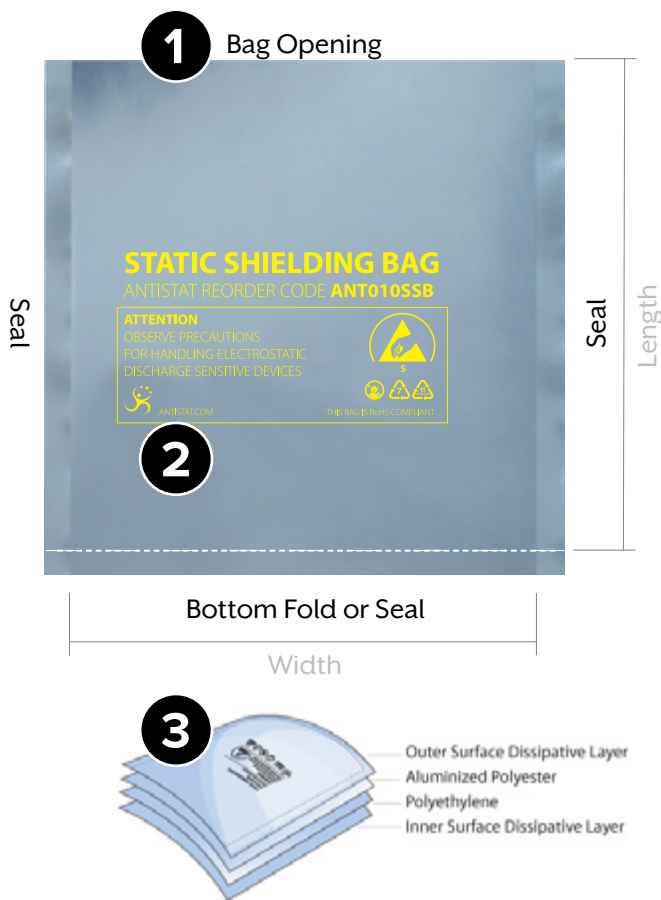 1 Bag Opening
STATIC SHIELDING BAG
ANTISTAT REORDER CODE ANT010SSB
ATTENTION
OBSERVE PRECAUTIONS
FOR HANDLING ELECTROSTATIC
DISCHARGE SENSITIVE DEVICES
S
7
ANTISTAT.COM
THIS BAG IS RoHS COMPLIANT
2
Seal
Seal
Length
Bottom Fold or Seal
Width
3
Outer Surface Dissipative Layer
Aluminized Polyester
Polyethylene
Inner Surface Dissipative Layer